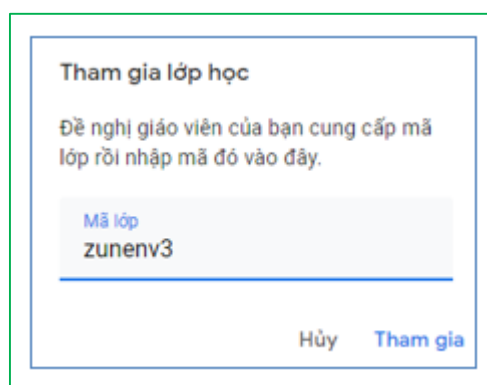 Tham gia lớp học
Đề nghị giáo viên của bạn cung cấp mã
lớp rồi nhập mã đó vào đây.
Mã lớp
zunenv3
Hủy Tham gia